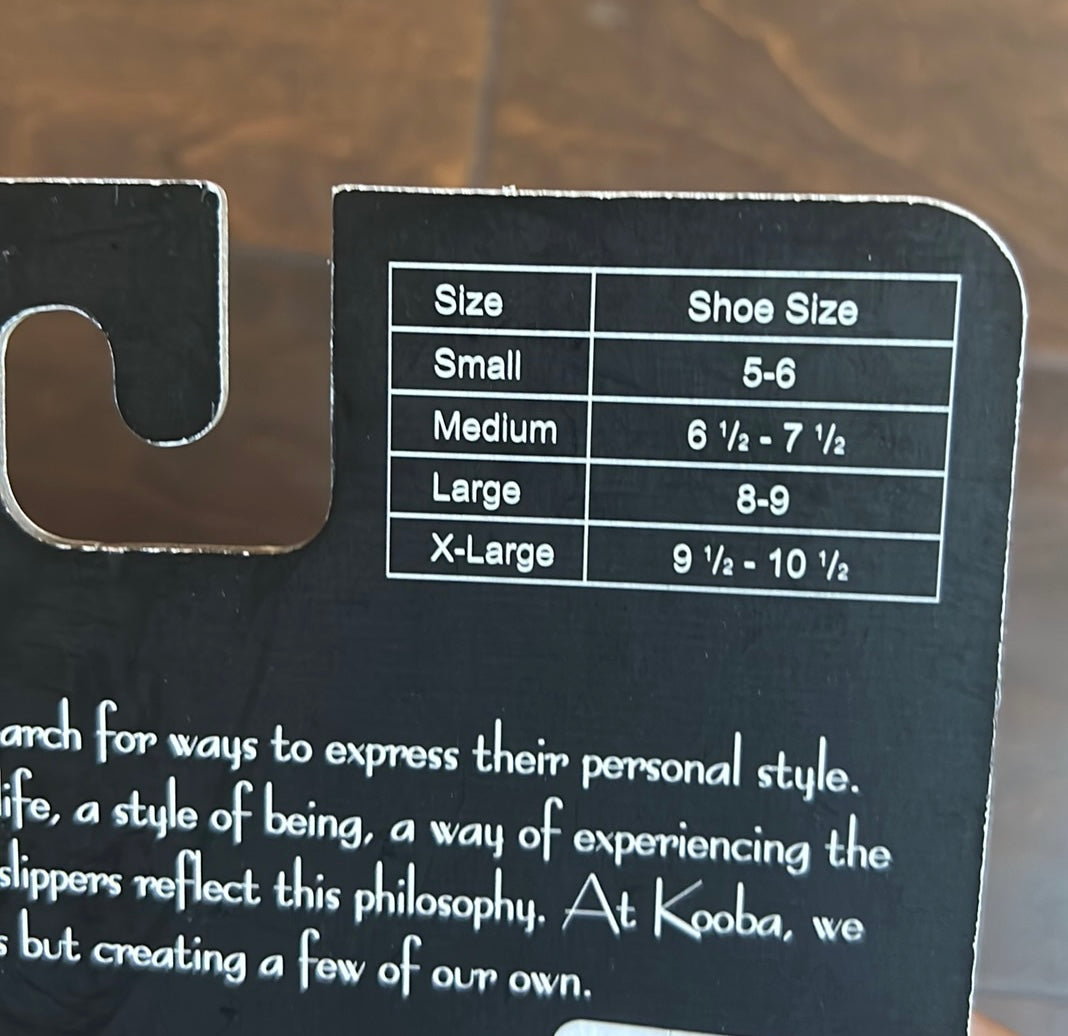 Size Shoe Size
Small 5-6
Medium 6 ½ - 7 ½
Large 8-9
X-Large 9 ½ - 10 ½
for ways to express their personal style.
a style of being, a way of experiencing the
slippers reflect this philosophy. At Kooba, we
but creating a few of our own.